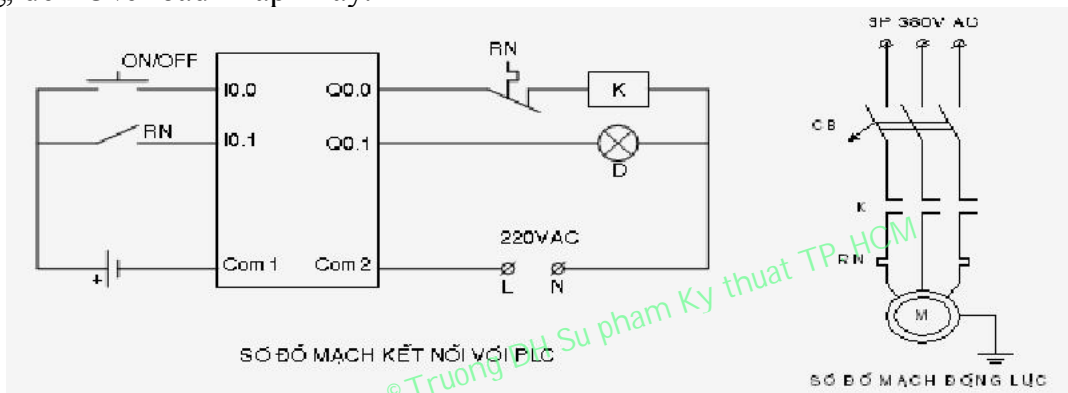 ON/OFF
RN
I0.0
Q0.0
K
RN
I0.1
Q0.1
D
220VAC
Com 1
Com 2
+
L
N
SƠ ĐỒ MẠCH KẾT NỐI VỚI PLC
3P 380V AC
CB
K
RN
M
SƠ ĐỒ MẠCH ĐỘNG LỰC
© Truong DH Su pham Ky thuat TP HCM